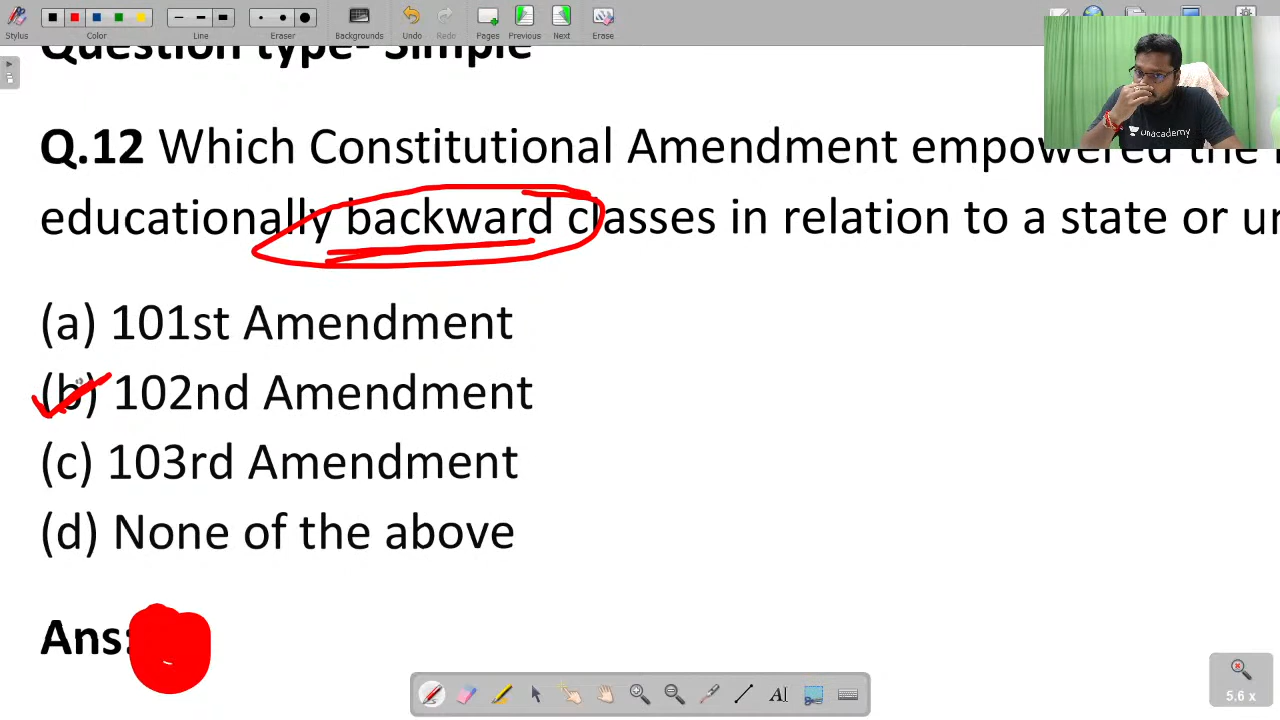 Stylus
Color
Line
Eraser
Backgrounds
Undo
Redo
Pages
Previous
Next
Erase
Question type- Simple
unacademy
Q.12 Which Constitutional Amendment empowered the
educationally backward classes in relation to a state or
(a) 101st Amendment
(b) 102nd Amendment
(c) 103rd Amendment
(d) None of the above
Ans:
5.6 x